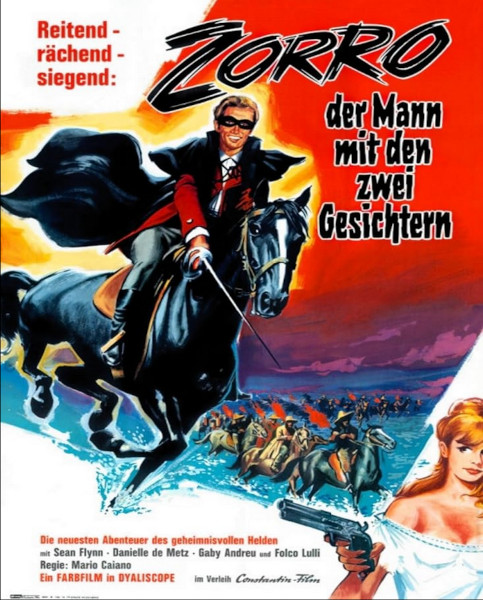 Reitend -
rächend -
siegend:
ZORRO
der Mann
mit den
zwei
Gesichtern
Die neuesten Abenteuer des geheimnisvollen Helden
mit Sean Flynn - Danielle de Metz - Gaby Andreu und Folco Lulli
Regie: Mario Caiano
Ein FARBFILM in DYALISCOPE
im Verleih Constantin-Film